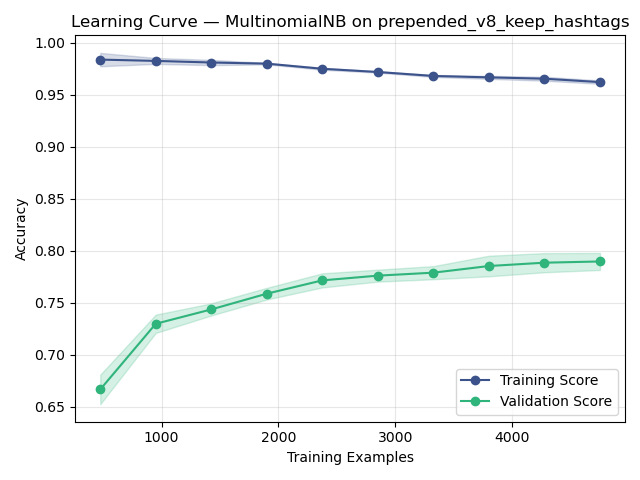 Learning Curve — MultinomialNB on prepended_v8_keep_hashtags
1.00
0.95
0.90
0.85
0.80
0.75
0.70
0.65
Accuracy
1000
2000
3000
4000
Training Examples
Training Score
Validation Score